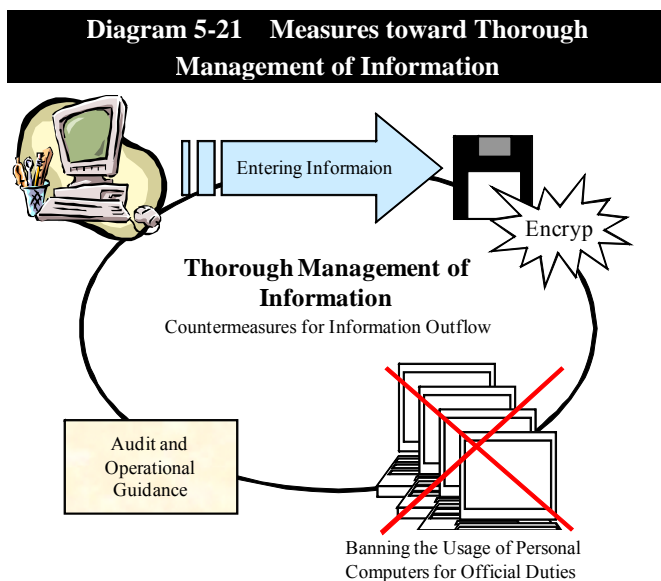 Diagram 5-21 Measures toward Thorough
Management of Information
Entering Informaion
Encryp
Thorough Management of
Information
Countermeasures for Information Outflow
Audit and
Operational
Guidance
Banning the Usage of Personal
Computers for Official Duties